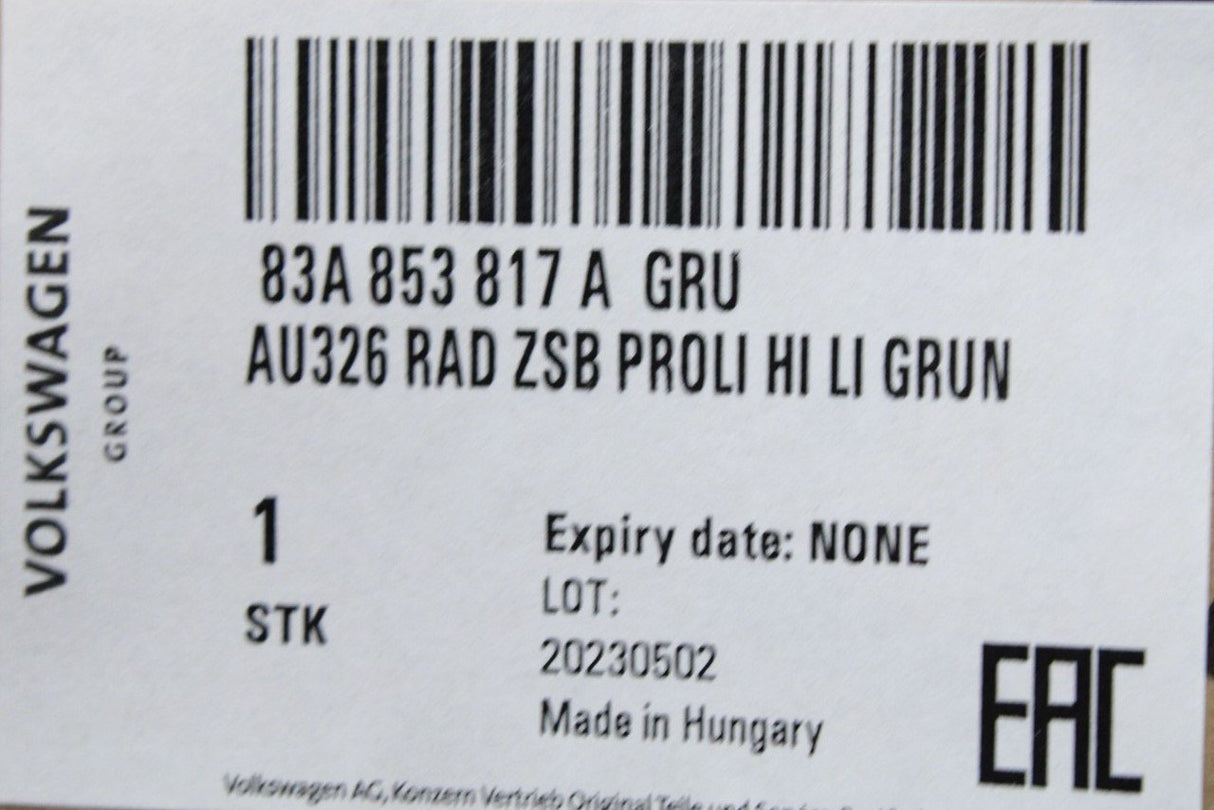 VOLKSWAGEN
GROUP
83A 853 817 A GRU
AU326 RAD ZSB PROLI HI LI GRUN
1
STK
Expiry date: NONE
LOT:
20230502
Made in Hungary
EAC
Volkswagen AG, Konzern Vertrieb Original Teile und